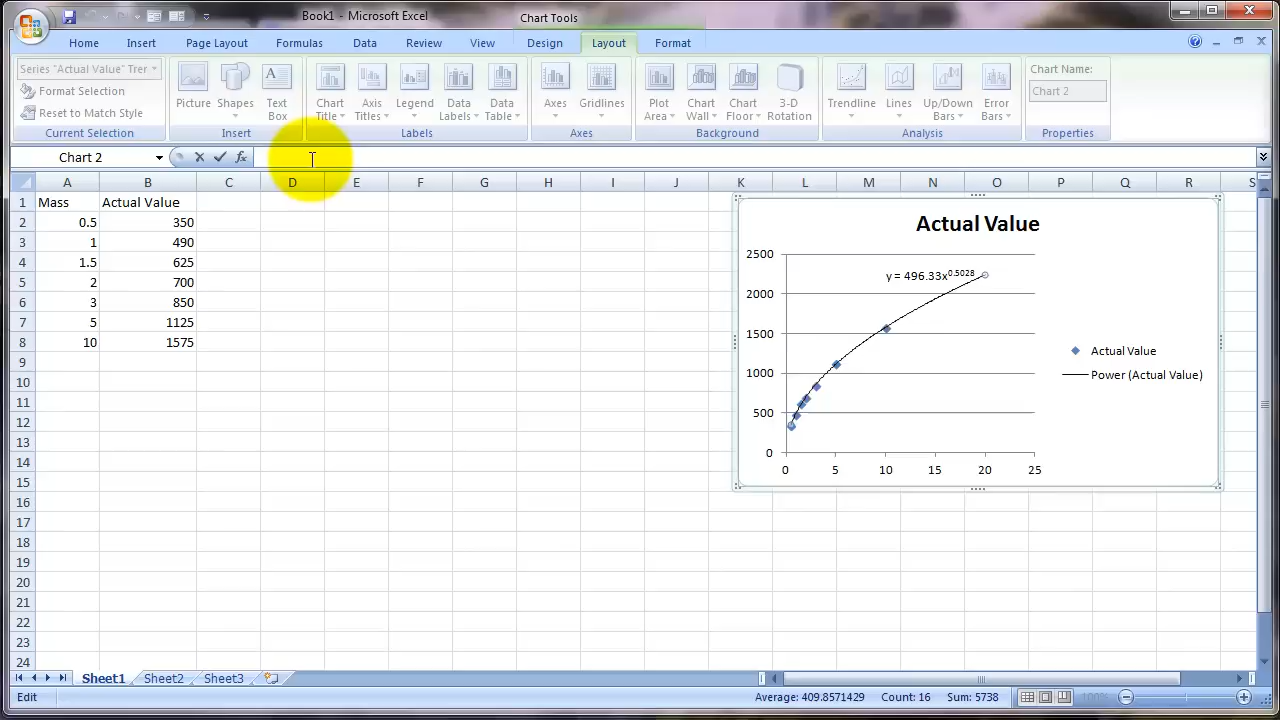 Book1 - Microsoft Excel
Chart Tools
Home Insert Page Layout Formulas Data Review View Design Layout Format
Series "Actual Value" Tren
Format Selection
Reset to Match Style
Current Selection
Picture Shapes Text Box
Insert
Chart Title Axis Titles Legend Data Labels Data Table
Labels
Axes Gridlines
Axes
Plot Area Chart Wall Chart Floor 3-D Rotation
Background
Trendline Lines Up/Down Bars Error Bars
Analysis
Chart Name:
Chart 2
Properties
Chart 2 fx
A B C D E F G H I J K L M N O P Q R S
1 Mass Actual Value
2 0.5 350
3 1 490
4 1.5 625
5 2 700
6 3 850
7 5 1125
8 10 1575
9
10
11
12
13
14
15
16
17
18
19
20
21
22
23
24
Actual Value
y = 496.33x^0.5028
2500
2000
1500
1000
500
0
0 5 10 15 20 25
Actual Value
Power (Actual Value)
Sheet1 Sheet2 Sheet3
Edit Average: 409.8571429 Count: 16 Sum: 5738 100%